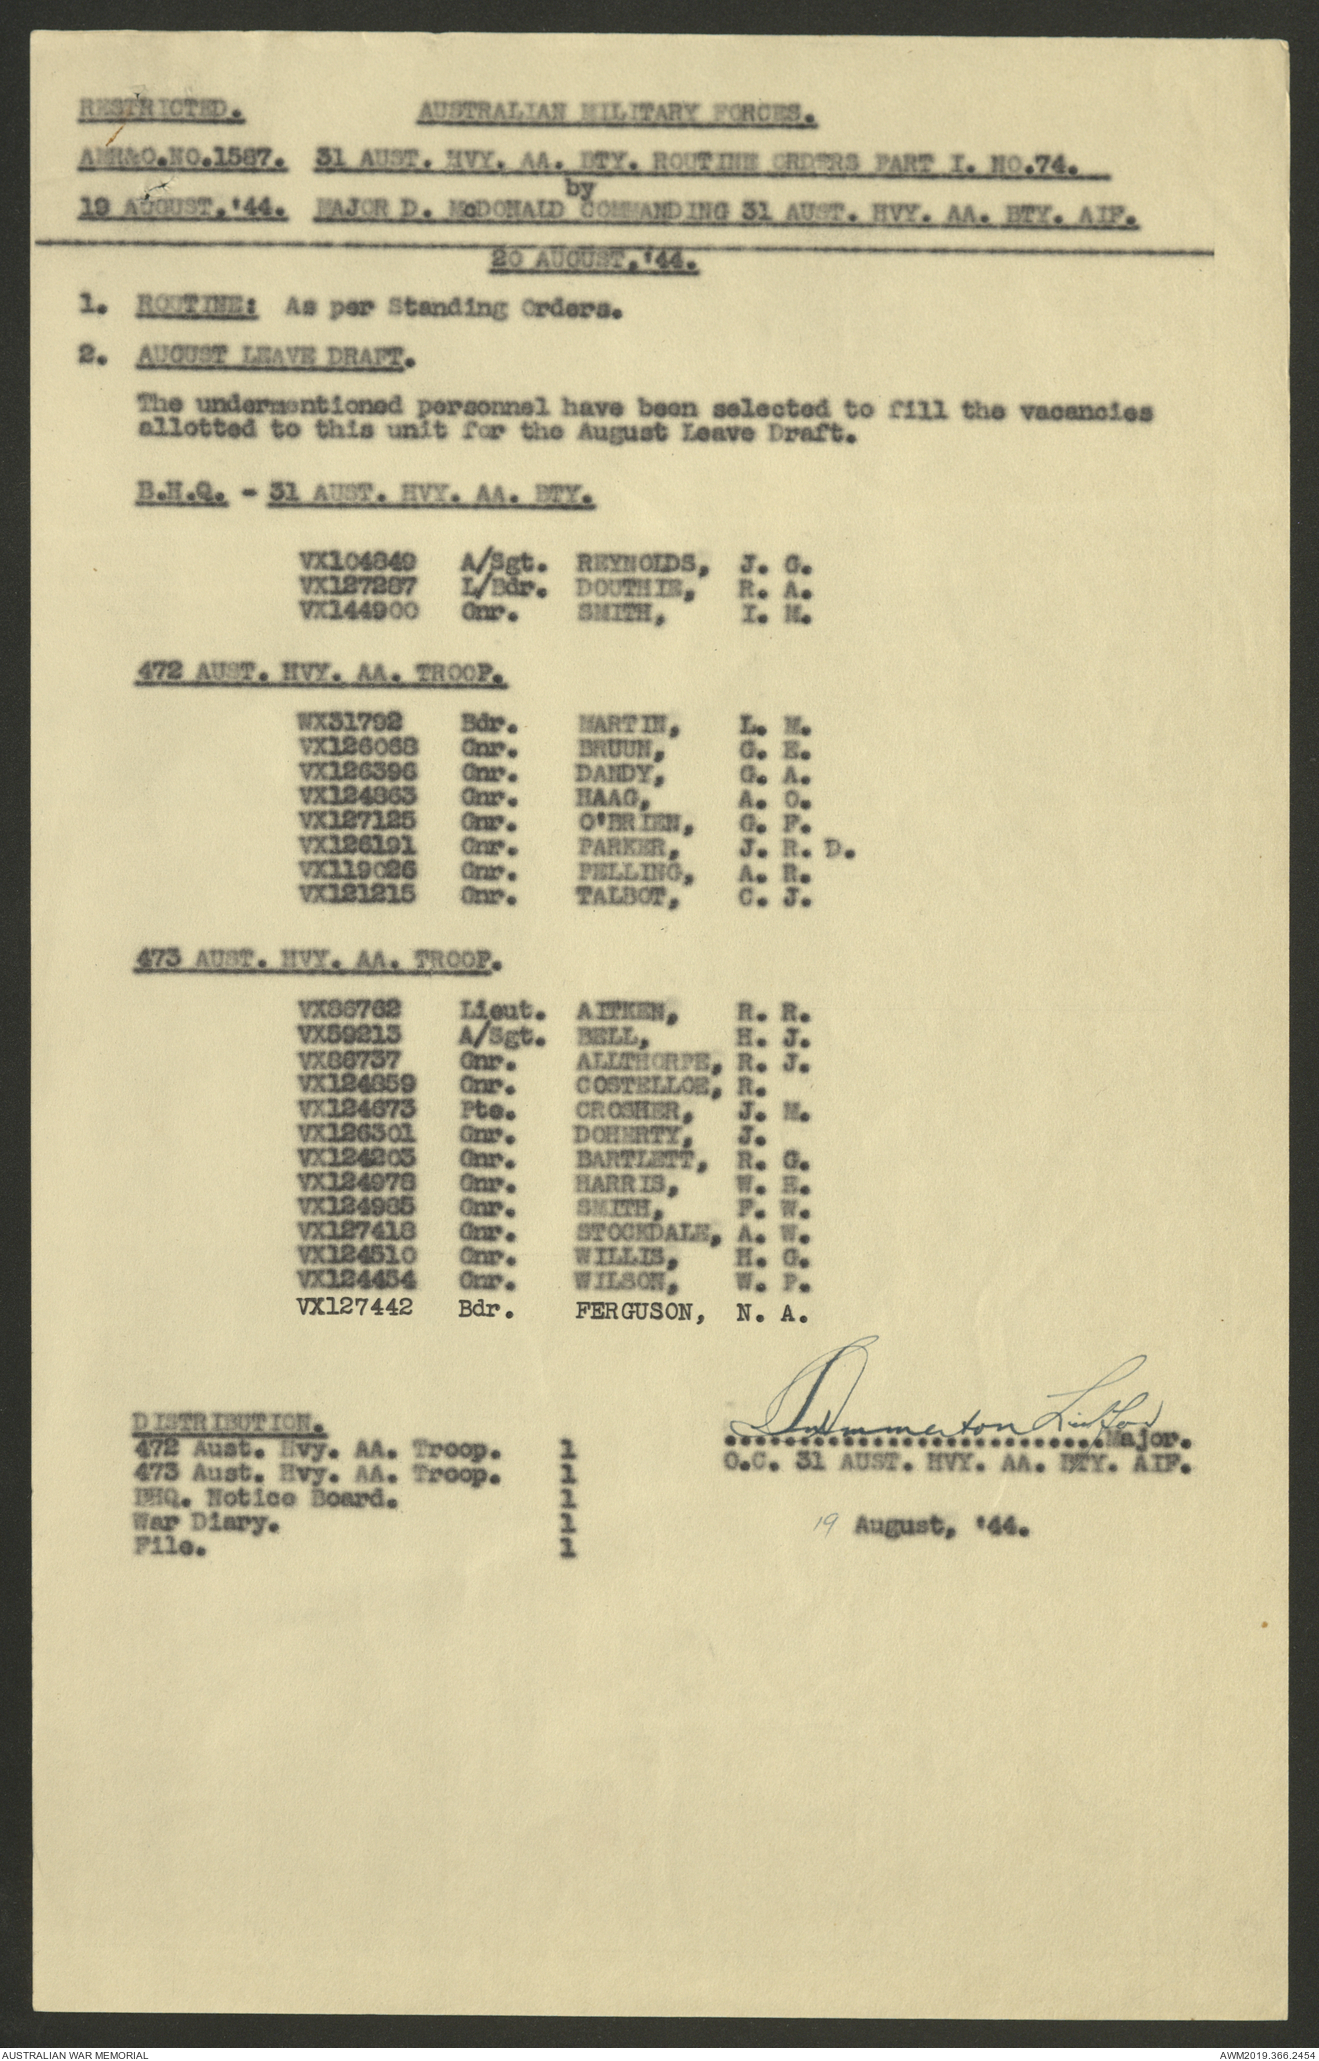 RESTRICTED. AUSTRALIAN MILITARY FORCES.
AMR&O.NO.1587. 31 AUST. HVY. AA. BTY. ROUTINE ORDERS PART I. NO.74.
by
19 AUGUST,'44. MAJOR D. McDONALD COMMANDING 31 AUST. HVY. AA. BTY. AIF.
20 AUGUST,'44.
1. ROUTINE: As per Standing Orders.
2. AUGUST LEAVE DRAFT.
The undermentioned personnel have been selected to fill the vacancies
allotted to this unit for the August Leave Draft.
B.H.Q. - 31 AUST. HVY. AA. BTY.
VX104849 A/Sgt. REYNOLDS, J. G.
VX127287 L/Bdr. DOUTHIE, R. A.
VX144900 Gnr. SMITH, I. M.
472 AUST. HVY. AA. TROOP.
WX31792 Bdr. MARTIN, L. M.
VX126068 Gnr. BRUUN, G. E.
VX126396 Gnr. DANDY, G. A.
VX124863 Gnr. HAAG, A. O.
VX127125 Gnr. O'BRIEN, G. F.
VX126191 Gnr. PARKER, J. R. D.
VX119026 Gnr. PELLING, A. R.
VX121215 Gnr. TALBOT, C. J.
473 AUST. HVY. AA. TROOP.
VX86762 Lieut. AITKEN, R. R.
VX59213 A/Sgt. BELL, H. J.
VX86737 Gnr. ALLTHORPE, R. J.
VX124859 Gnr. COSTELLOE, R.
VX124673 Pte. CROSHER, J. M.
VX126301 Gnr. DOHERTY, J.
VX124203 Gnr. BARTLETT, R. G.
VX124978 Gnr. HARRIS, W. H.
VX124985 Gnr. SMITH, F. W.
VX127418 Gnr. STOCKDALE, A. W.
VX124510 Gnr. WILLIS, H. G.
VX124454 Gnr. WILSON, W. P.
VX127442 Bdr. FERGUSON, N. A.
DISTRIBUTION.
472 Aust. Hvy. AA. Troop. 1
473 Aust. Hvy. AA. Troop. 1
BHQ. Notice Board. 1
War Diary. 1
File. 1
Lieut for
..........................Major.
O.C. 31 AUST. HVY. AA. BTY. AIF.
19 August, '44.
AUSTRALIAN WAR MEMORIAL
AWM2019.366.2454